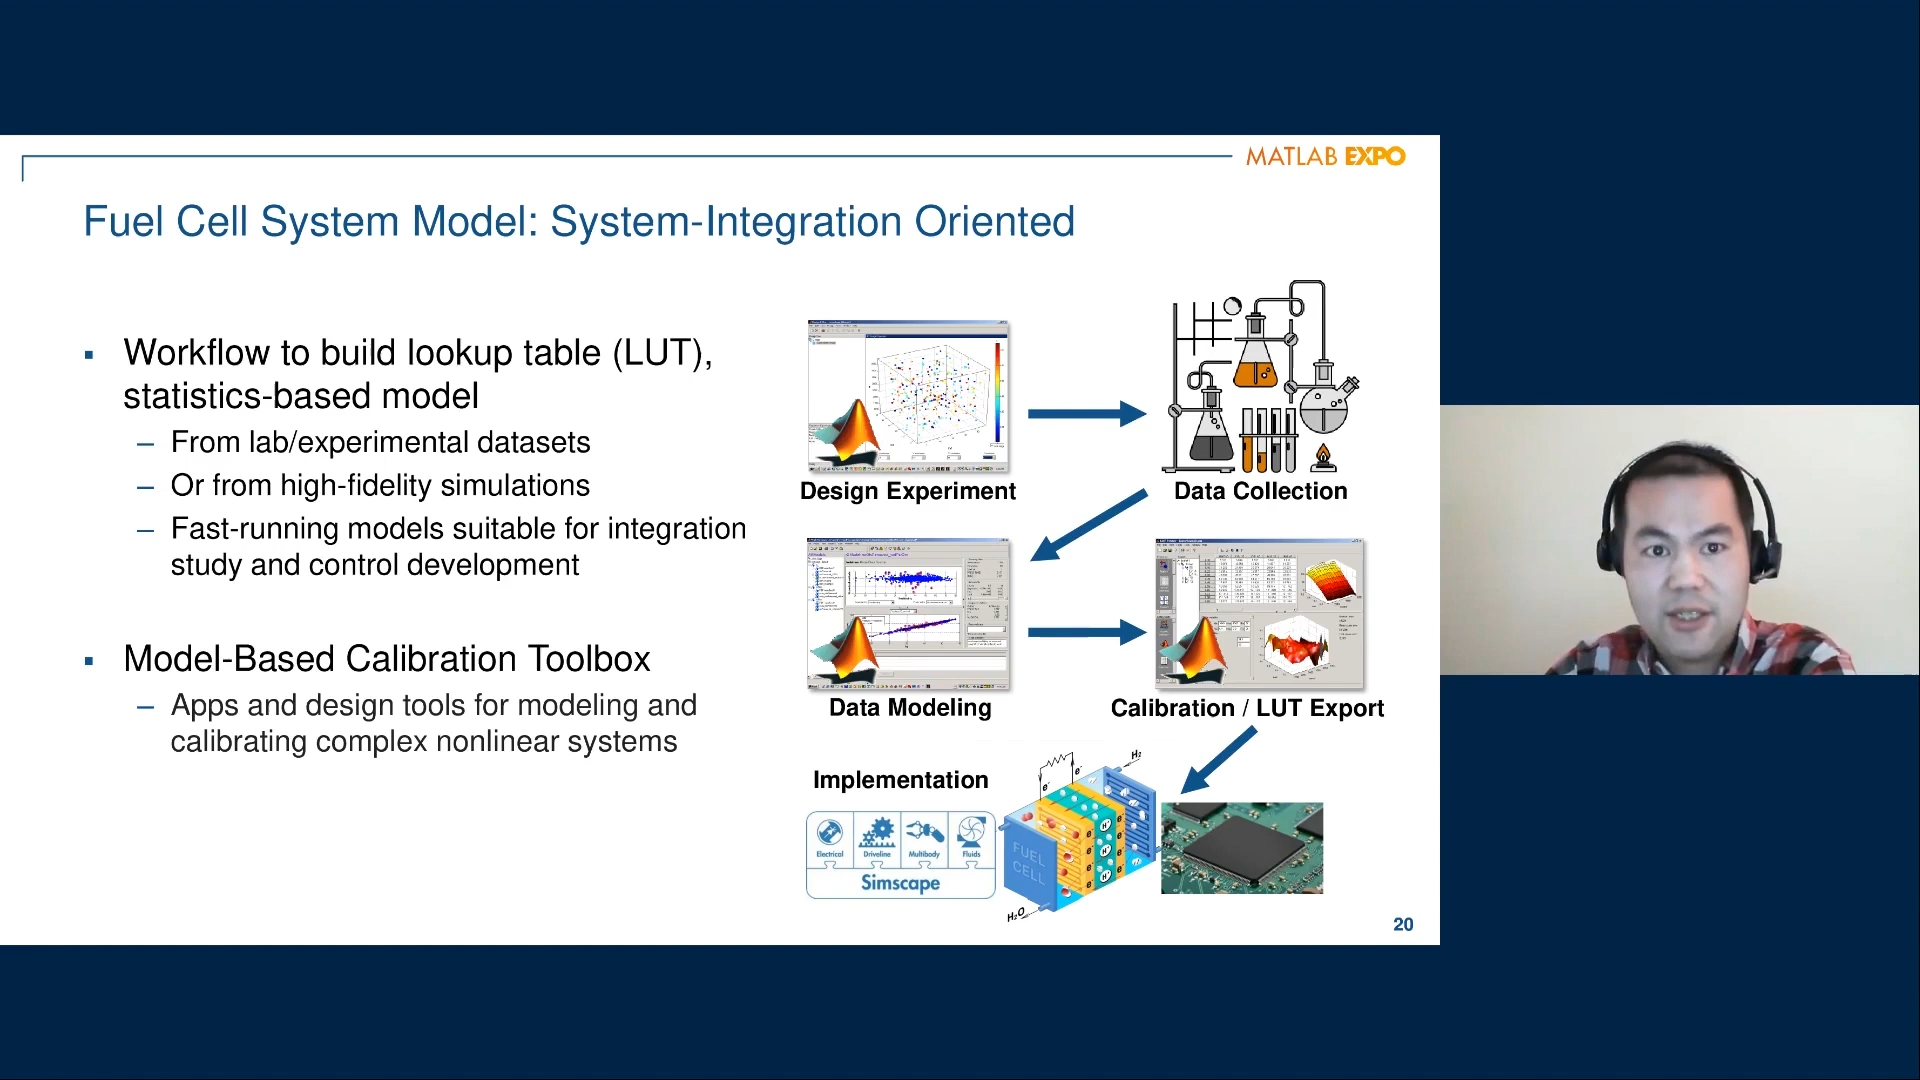 MATLAB EXPO
Fuel Cell System Model: System-Integration Oriented
Workflow to build lookup table (LUT),
statistics-based model
– From lab/experimental datasets
– Or from high-fidelity simulations
– Fast-running models suitable for integration
study and control development
Model-Based Calibration Toolbox
– Apps and design tools for modeling and
calibrating complex nonlinear systems
Design Experiment
Data Collection
Data Modeling
Calibration / LUT Export
Implementation
Electrical
Driveline
Multibody
Fluids
Simscape
H₂
e⁻
e⁻
FUEL
CELL
H⁺
H⁺
H⁺
H₂O
20